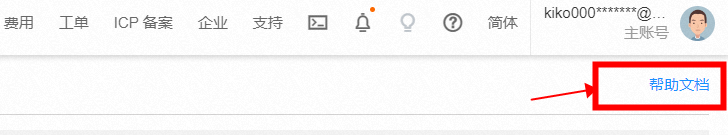 费用 工单 ICP 备案 企业 支持 简体 kiko000*******@...
主账号
帮助文档